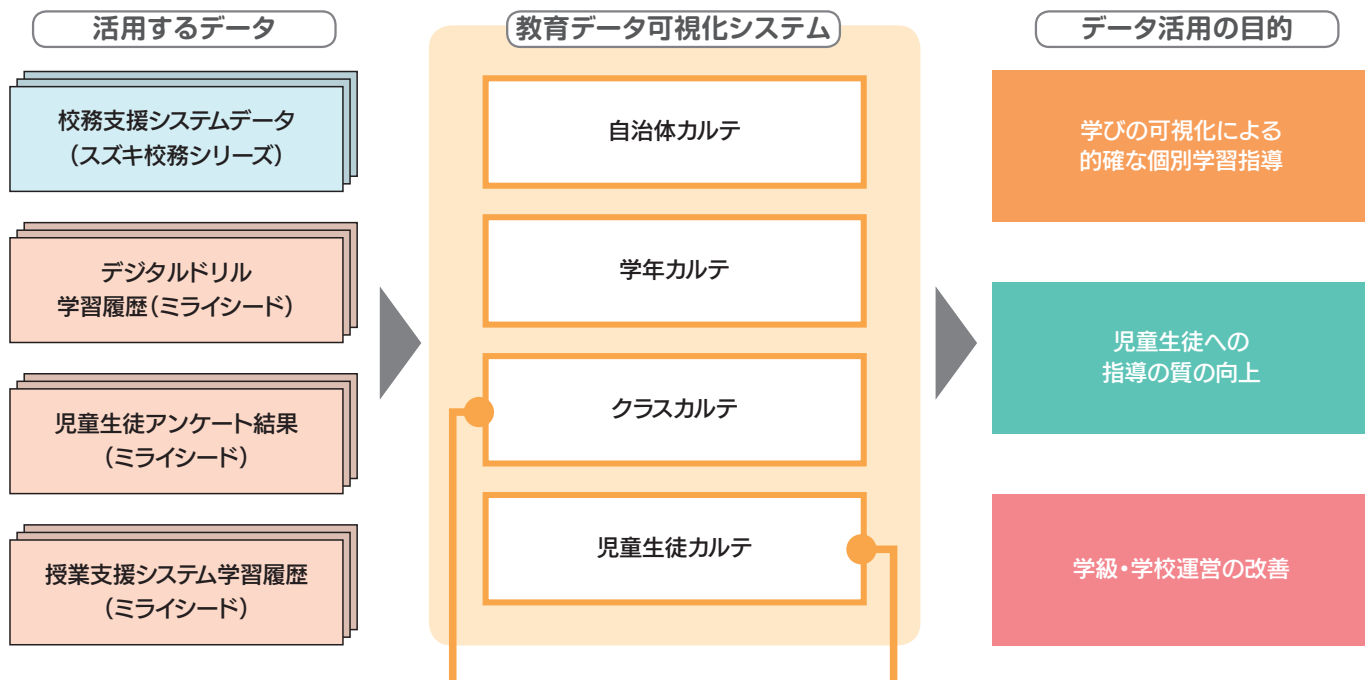 活用するデータ
校務支援システムデータ
(スズキ校務シリーズ)
デジタルドリル
学習履歴(ミライシード)
児童生徒アンケート結果
(ミライシード)
授業支援システム学習履歴
(ミライシード)
教育データ可視化システム
自治体カルテ
学年カルテ
クラスカルテ
児童生徒カルテ
データ活用の目的
学びの可視化による
的確な個別学習指導
児童生徒への
指導の質の向上
学級・学校運営の改善